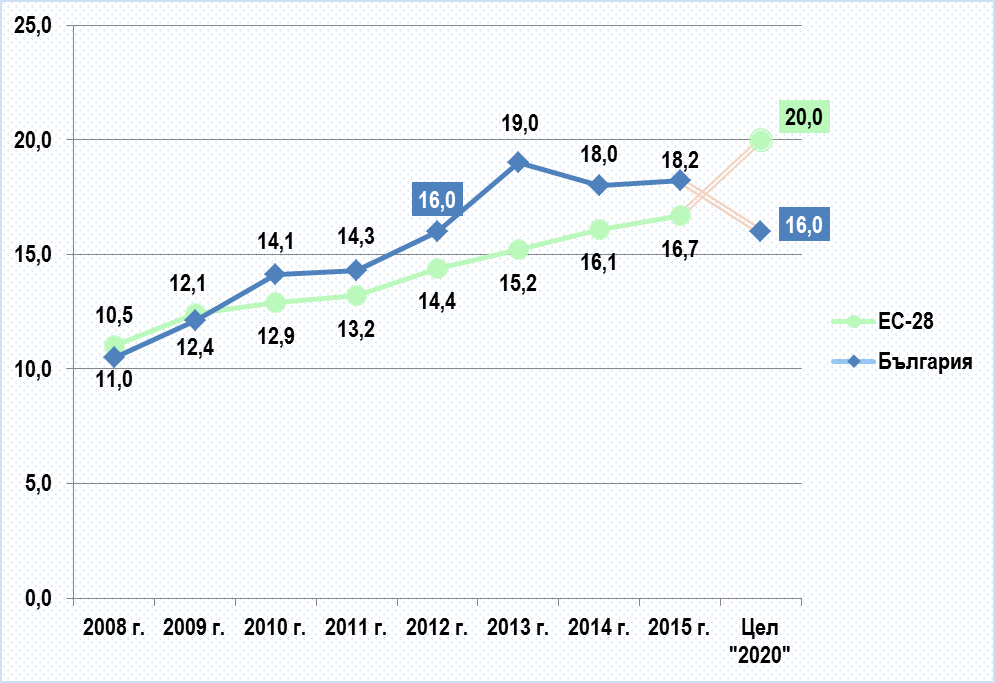 25,0
20,0
15,0
10,0
5,0
0,0
10,5
12,1
14,1
14,3
16,0
19,0
18,0
18,2
20,0
16,0
11,0
12,4
12,9
13,2
14,4
15,2
16,1
16,7
ЕС-28
България
2008 г.
2009 г.
2010 г.
2011 г.
2012 г.
2013 г.
2014 г.
2015 г.
Цел
"2020"